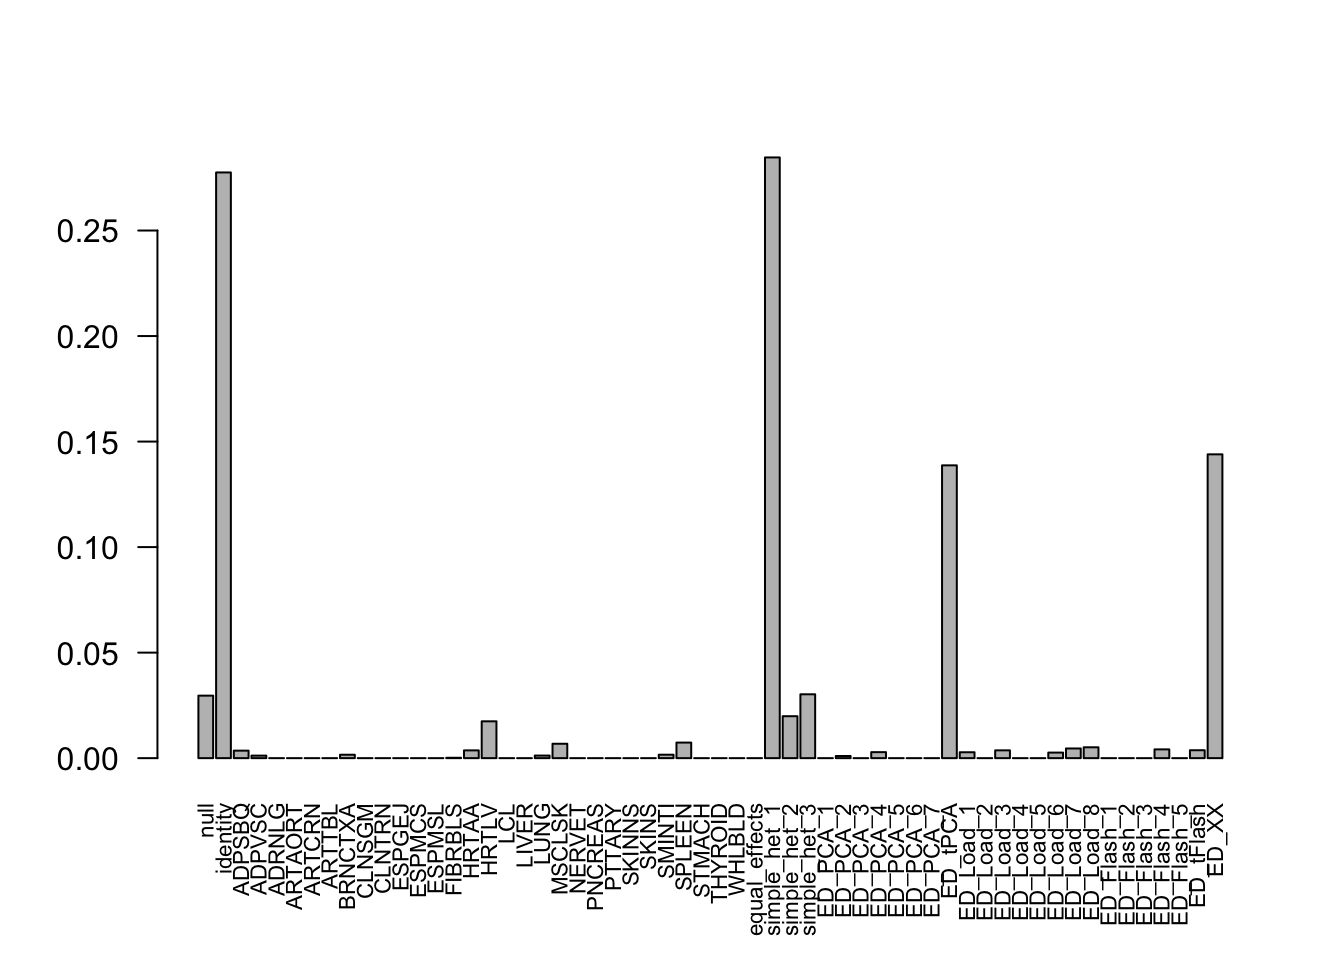 0.25
0.20
0.15
0.10
0.05
0.00
null
identity
ADPSBQ
ADPVSC
ADRNLG
ARTAORT
ARTCRN
ARTTBL
BRNCTXA
CLNSGM
CLNTRN
ESPGEJ
ESPMCS
ESPMSL
FIBRBLS
HRTAA
HRTLV
LCL
LIVER
LUNG
MSCLSK
NERVET
PNCREAS
PTTARY
SKINNS
SKINS
SMINTI
SPLEEN
STMACH
THYROID
WHLBLD
equal_effects
simple_het_1
simple_het_2
simple_het_3
ED_PCA_1
ED_PCA_2
ED_PCA_3
ED_PCA_4
ED_PCA_5
ED_PCA_6
ED_PCA_7
ED_tPCA
ED_Load_1
ED_Load_2
ED_Load_3
ED_Load_4
ED_Load_5
ED_Load_6
ED_Load_7
ED_Load_8
ED_Flash_1
ED_Flash_2
ED_Flash_3
ED_Flash_4
ED_Flash_5
ED_tFlash
ED_XX